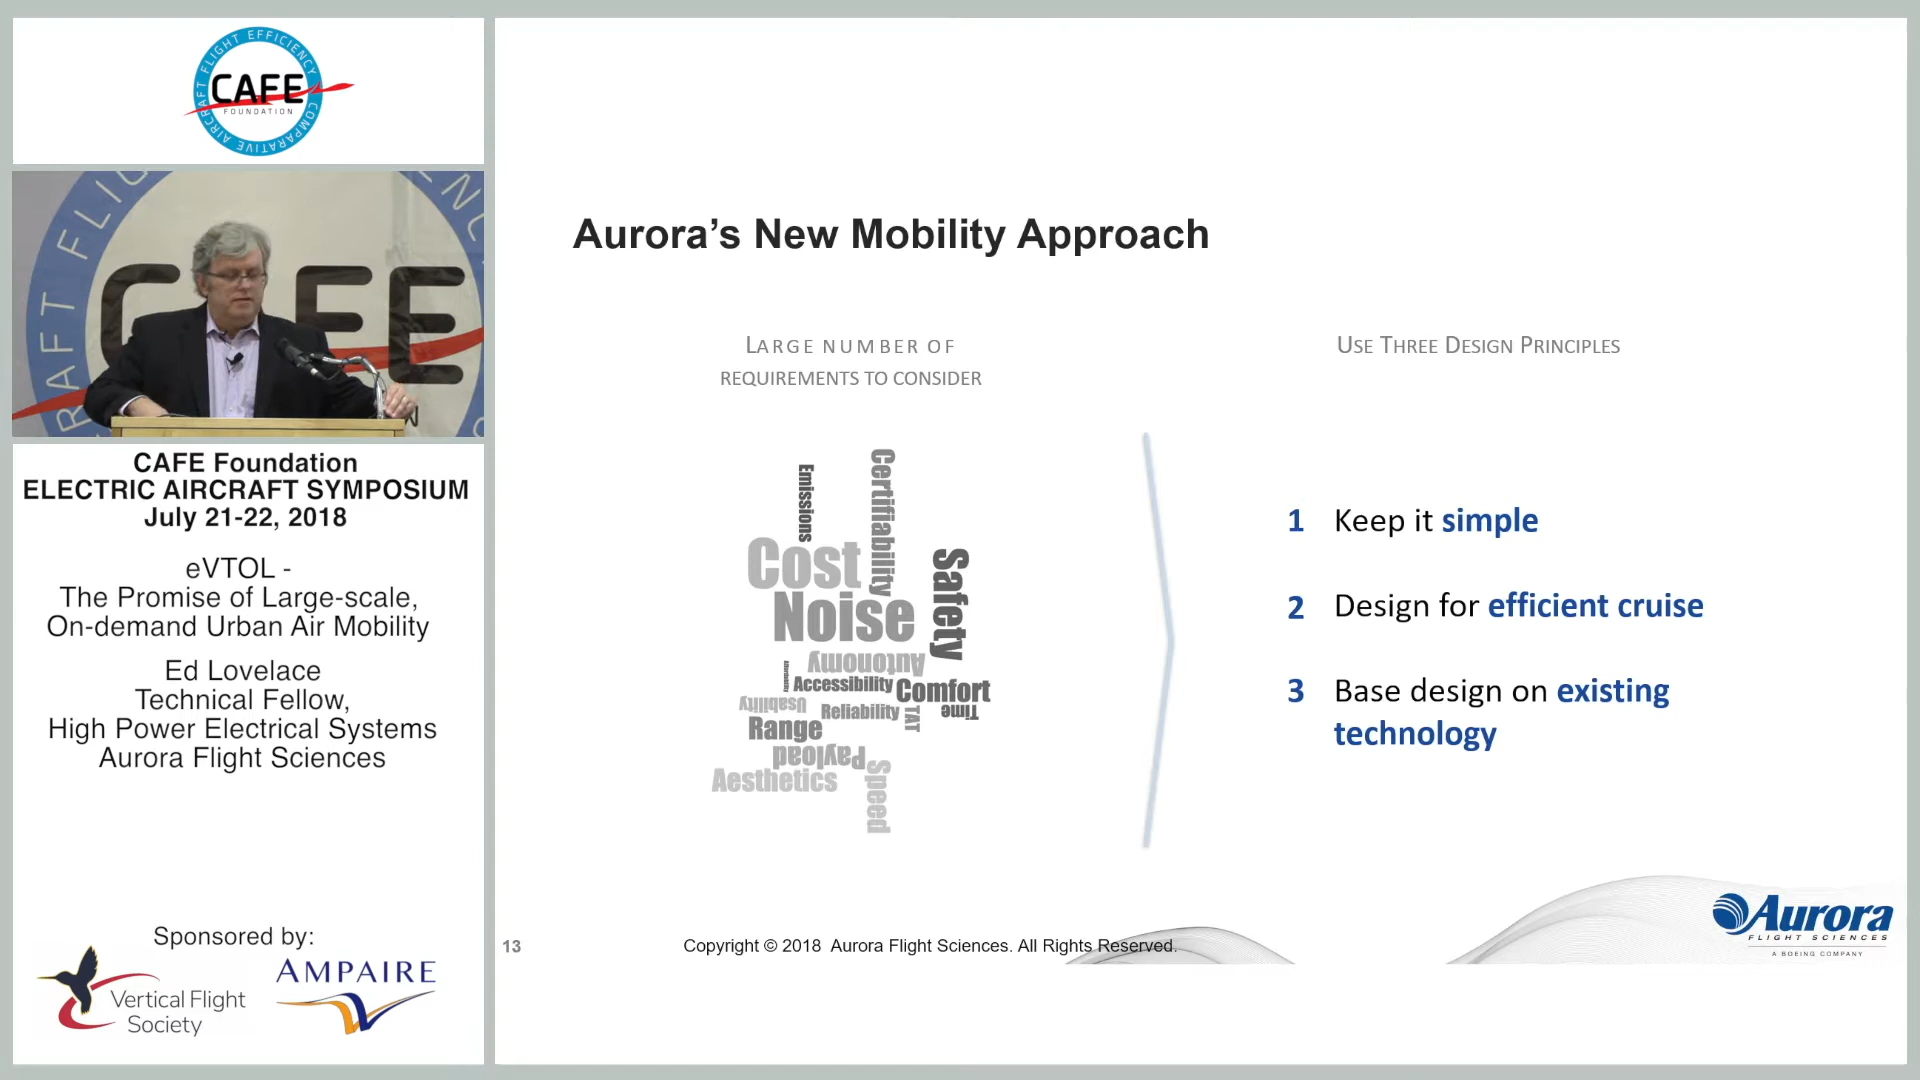 AIRCRAFT FLIGHT EFFICIENCY COMPARATIVE
CAFE
FOUNDATION
CAFE Foundation
ELECTRIC AIRCRAFT SYMPOSIUM
July 21-22, 2018
eVTOL -
The Promise of Large-scale,
On-demand Urban Air Mobility
Ed Lovelace
Technical Fellow,
High Power Electrical Systems
Aurora Flight Sciences
Sponsored by:
Vertical Flight
Society
AMPAIRE
Aurora’s New Mobility Approach
LARGE NUMBER OF
REQUIREMENTS TO CONSIDER
Emissions
Certifiability
Cost
Noise
Safety
Autonomy
Accessibility
Comfort
Usability
Reliability
TAT
Time
Range
Payload
Aesthetics
Speed
USE THREE DESIGN PRINCIPLES
1 Keep it simple
2 Design for efficient cruise
3 Base design on existing
technology
13
Copyright © 2018 Aurora Flight Sciences. All Rights Reserved.
Aurora
FLIGHT SCIENCES
A BOEING COMPANY